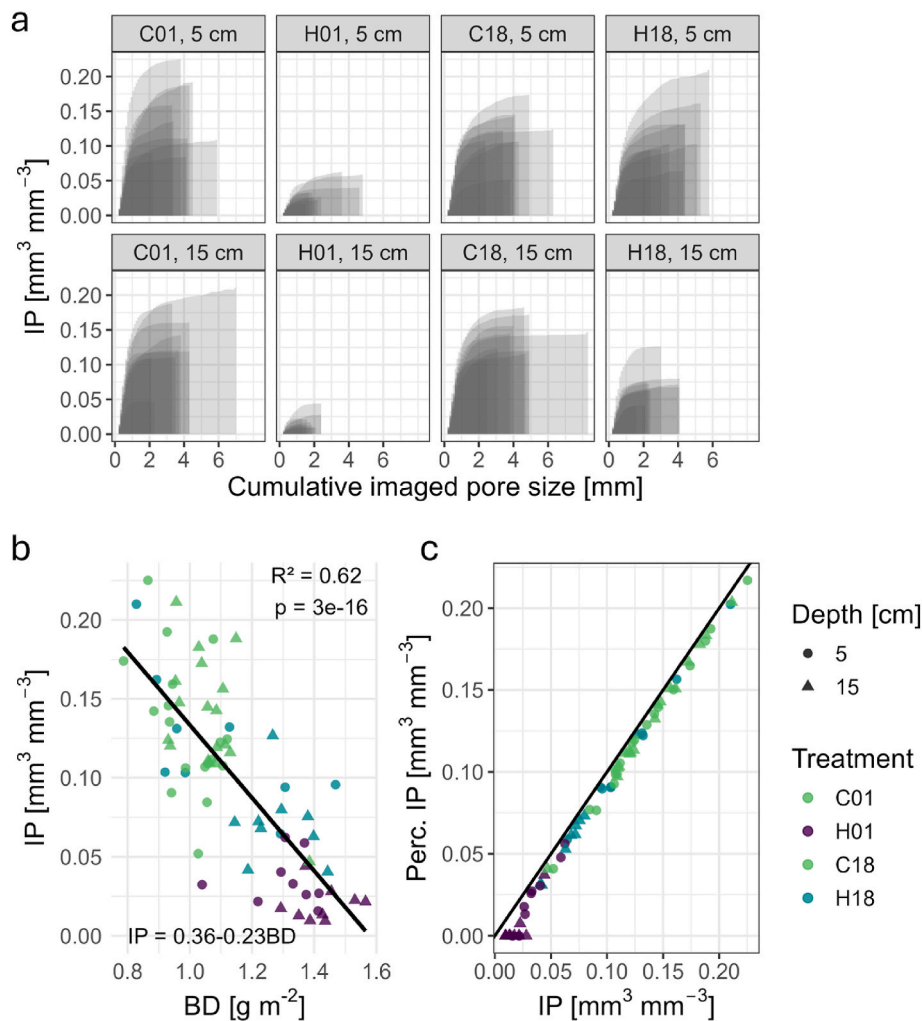 a
C01, 5 cm
H01, 5 cm
C18, 5 cm
H18, 5 cm
0.20
0.15
0.10
0.05
0.00
C01, 15 cm
H01, 15 cm
C18, 15 cm
H18, 15 cm
0.20
0.15
0.10
0.05
0.00
IP [mm³ mm⁻³]
0 2 4 6
0 2 4 6
0 2 4 6
0 2 4 6
Cumulative imaged pore size [mm]
b
R² = 0.62
p = 3e-16
0.20
0.15
0.10
0.05
0.00
IP [mm³ mm⁻³]
IP = 0.36-0.23BD
0.8 1.0 1.2 1.4 1.6
BD [g m⁻²]
c
0.20
0.15
0.10
0.05
0.00
Perc. IP [mm³ mm⁻³]
0.00 0.05 0.10 0.15 0.20
IP [mm³ mm⁻³]
Depth [cm]
5
15
Treatment
C01
H01
C18
H18